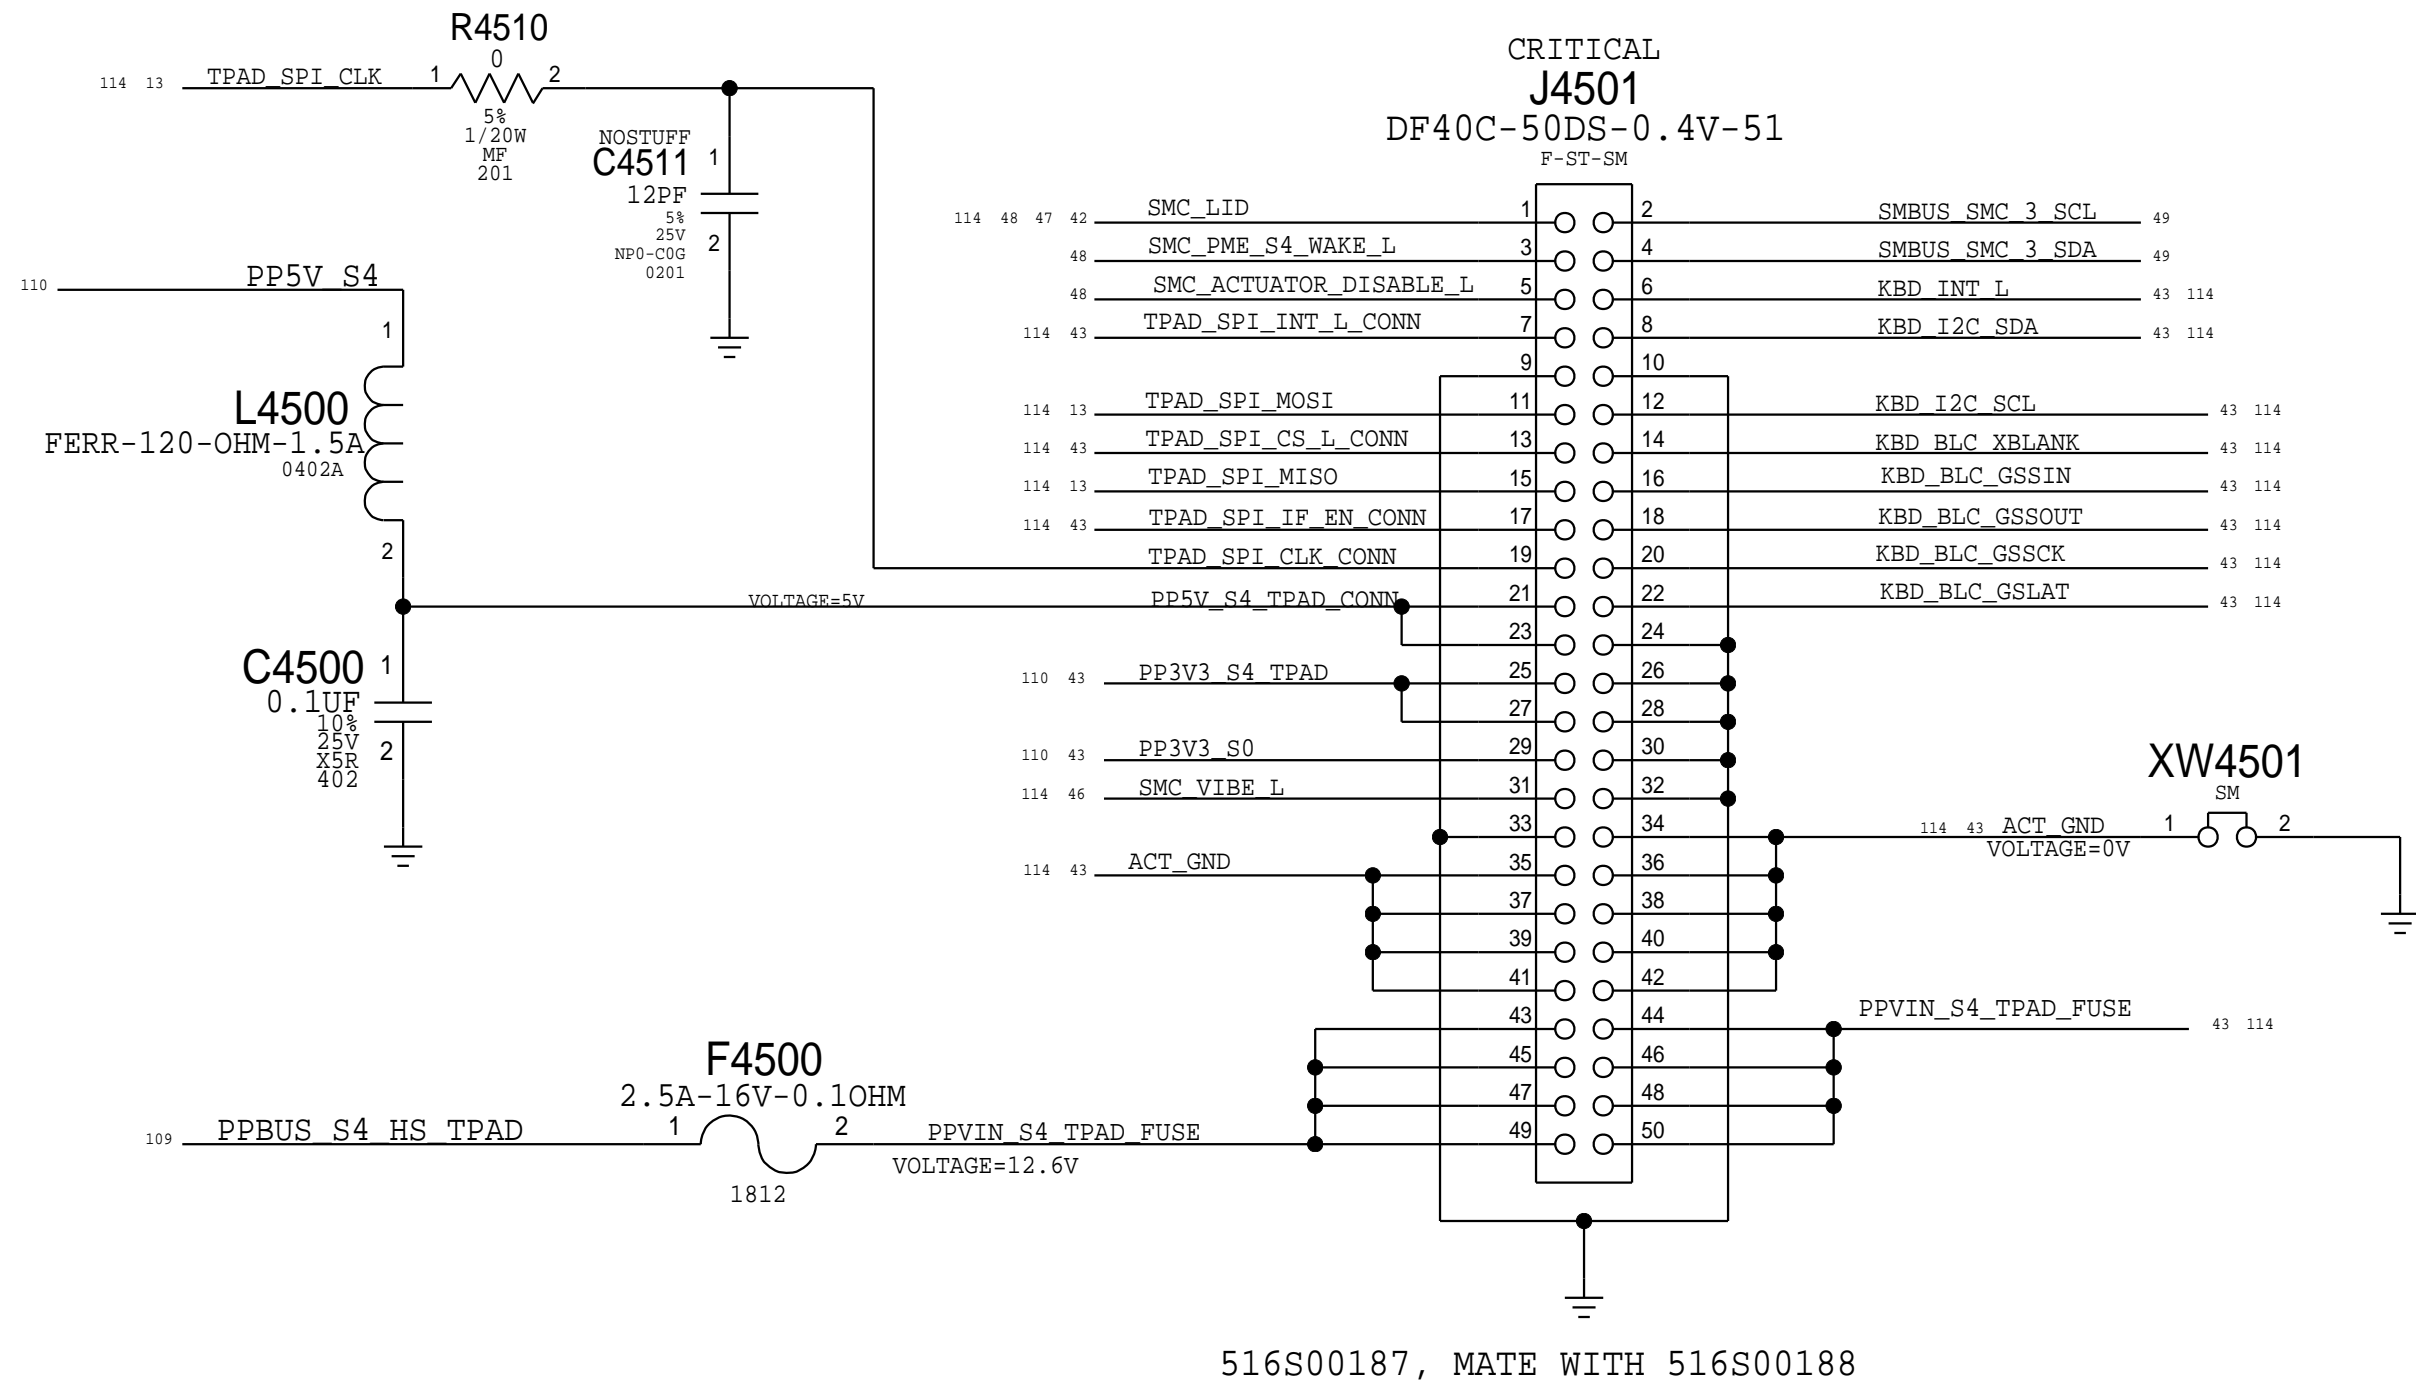 R4510
0
114 13 TPAD_SPI_CLK 1 2
5%
1/20W
MF
201
NOSTUFF
C4511 1
12PF
5%
25V 2
NP0-C0G
0201
110 PP5V_S4
1
L4500
FERR-120-OHM-1.5A
0402A
2
VOLTAGE=5V
C4500 1
0.1UF
10%
25V 2
X5R
402
F4500
2.5A-16V-0.1OHM
109 PPBUS_S4_HS_TPAD 1 2 PPVIN_S4_TPAD_FUSE
VOLTAGE=12.6V
1812
CRITICAL
J4501
DF40C-50DS-0.4V-51
F-ST-SM
114 48 47 42 SMC_LID 1 2 SMBUS_SMC_3_SCL 49
48 SMC_PME_S4_WAKE_L 3 4 SMBUS_SMC_3_SDA 49
48 SMC_ACTUATOR_DISABLE_L 5 6 KBD_INT_L 43 114
114 43 TPAD_SPI_INT_L_CONN 7 8 KBD_I2C_SDA 43 114
9 10
114 13 TPAD_SPI_MOSI 11 12 KBD_I2C_SCL 43 114
114 43 TPAD_SPI_CS_L_CONN 13 14 KBD_BLC_XBLANK 43 114
114 13 TPAD_SPI_MISO 15 16 KBD_BLC_GSSIN 43 114
114 43 TPAD_SPI_IF_EN_CONN 17 18 KBD_BLC_GSSOUT 43 114
TPAD_SPI_CLK_CONN 19 20 KBD_BLC_GSSCK 43 114
PP5V_S4_TPAD_CONN 21 22 KBD_BLC_GSLAT 43 114
23 24
110 43 PP3V3_S4_TPAD 25 26
27 28
110 43 PP3V3_S0 29 30
114 46 SMC_VIBE_L 31 32
33 34 114 43 ACT_GND 1 2
VOLTAGE=0V
XW4501
SM
114 43 ACT_GND 35 36
37 38
39 40
41 42
43 44 PPVIN_S4_TPAD_FUSE 43 114
45 46
47 48
49 50
516S00187, MATE WITH 516S00188